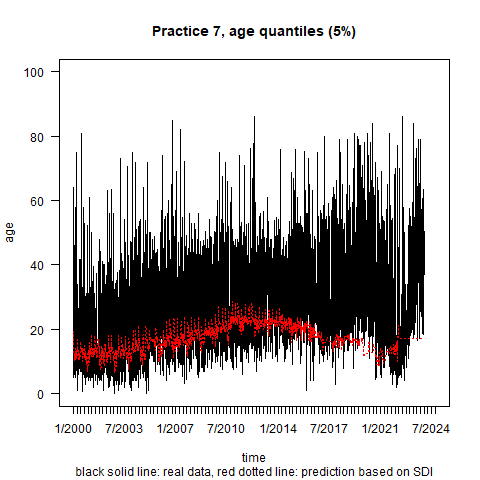 Practice 7, age quantiles (5%)
age
100
80
60
40
20
0
1/2000 7/2003 1/2007 7/2010 1/2014 7/2017 1/2021 7/2024
time
black solid line: real data, red dotted line: prediction based on SDI